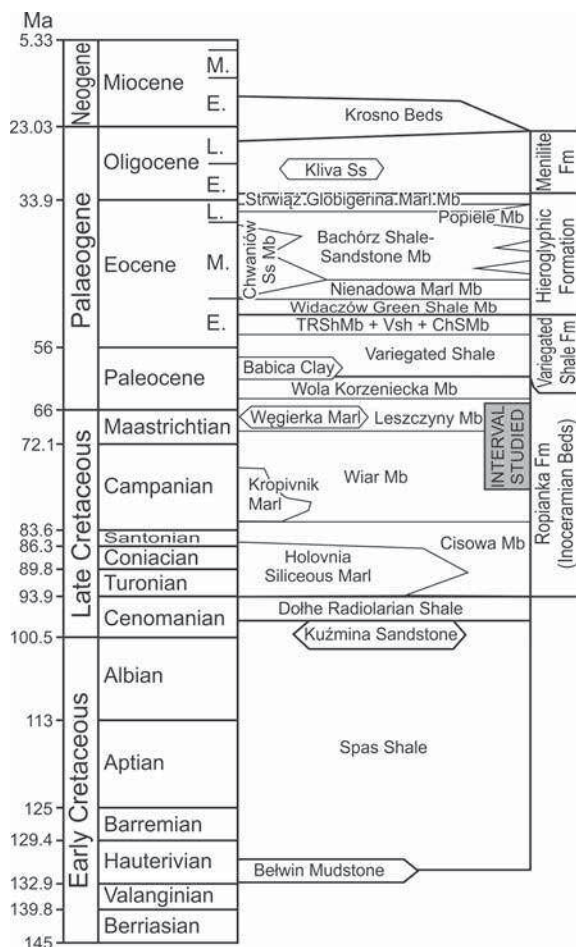 Ma
5.33
23.03
33.9
56
66
72.1
83.6
86.3
89.8
93.9
100.5
113
125
129.4
132.9
139.8
145
Neogene
Palaeogene
Late Cretaceous
Early Cretaceous
Miocene
M.
E.
Oligocene
L.
E.
Eocene
L.
M.
E.
Paleocene
Maastrichtian
Campanian
Santonian
Coniacian
Turonian
Cenomanian
Albian
Aptian
Barremian
Hauterivian
Valanginian
Berriasian
Krosno Beds
Kliva Ss
Strwiąż Globigerina Marl Mb
Popiele Mb
Chwaniów
Ss Mb
Bachórz Shale-
Sandstone Mb
Nienadowa Marl Mb
Widaczów Green Shale Mb
TRShMb + Vsh + ChSMb
Variegated Shale
Babica Clay
Wola Korzeniecka Mb
Węgierka Marl
Leszczyny Mb
INTERVAL
STUDIED
Kropivnik
Marl
Wiar Mb
Cisowa Mb
Holovnia
Siliceous Marl
Dołhe Radiolarian Shale
Kuźmina Sandstone
Spas Shale
Bełwin Mudstone
Menilite
Fm
Hieroglyphic
Formation
Variegated
Shale Fm
Ropianka Fm
(Inoceramian Beds)